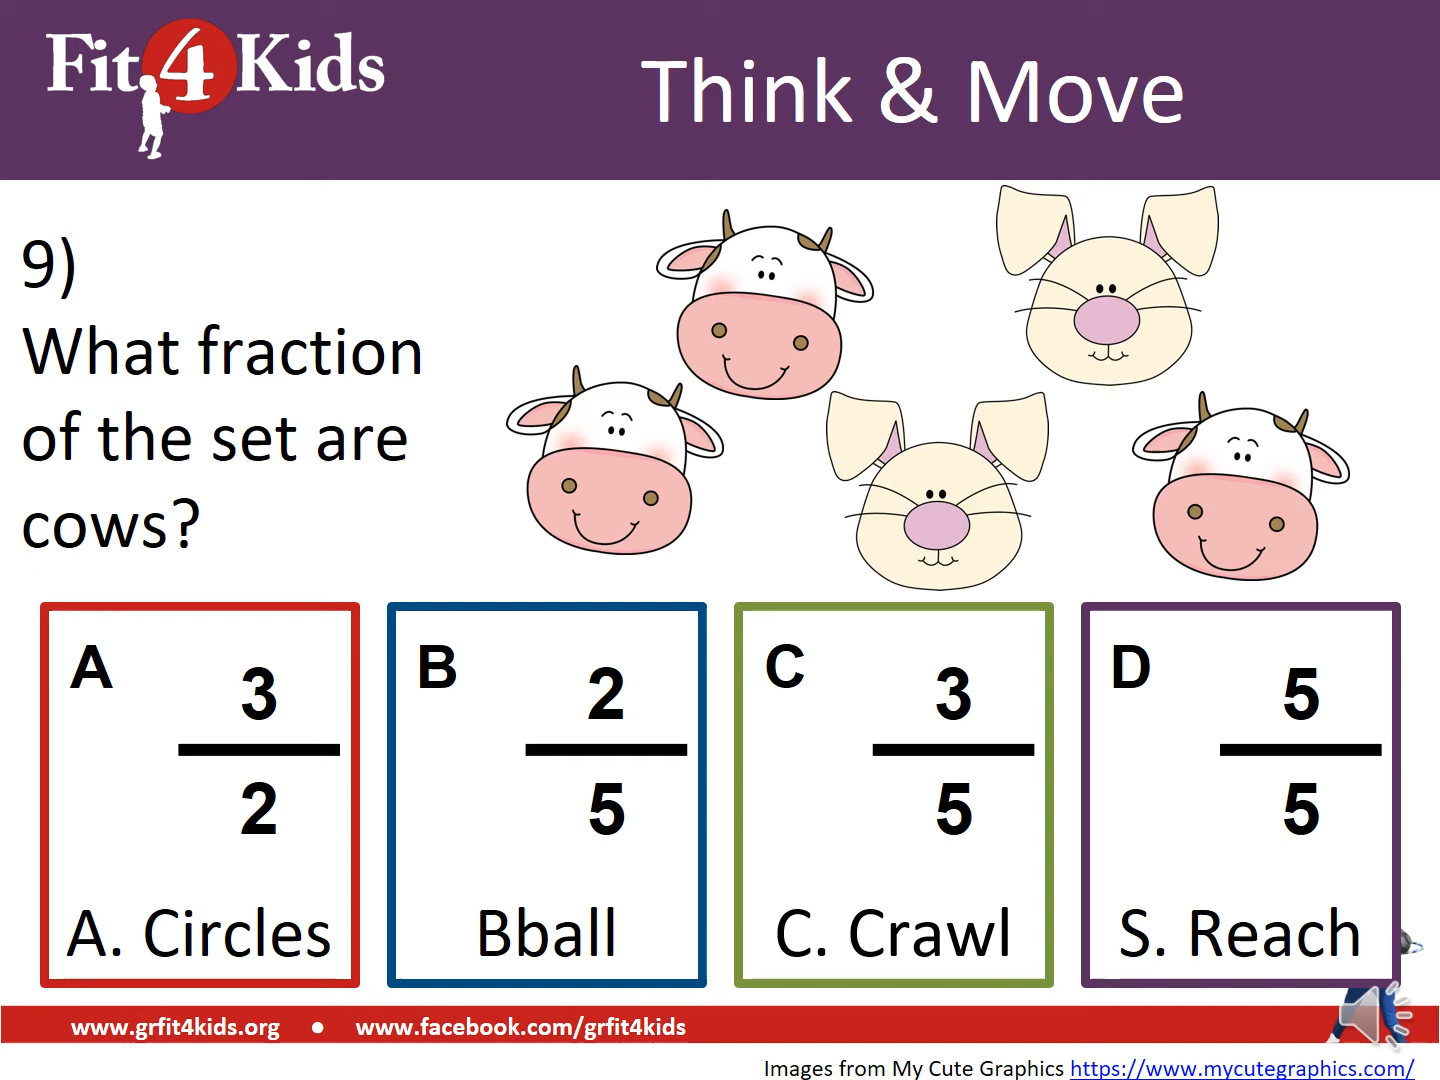 Fit4Kids
Think & Move
9)
What fraction
of the set are
cows?
A
3
2
A. Circles
B
2
5
Bball
C
3
5
C. Crawl
D
5
5
S. Reach
www.grfit4kids.org • www.facebook.com/grfit4kids
Images from My Cute Graphics https://www.mycutegraphics.com/